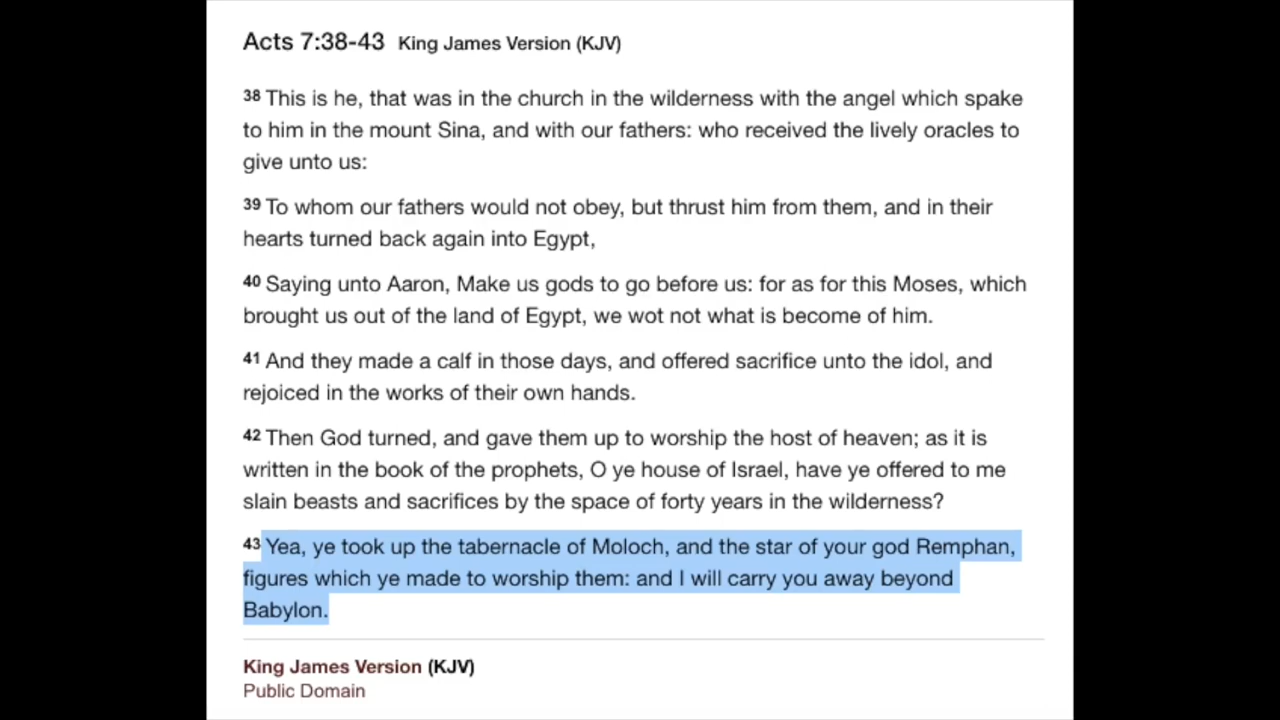 Acts 7:38-43 King James Version (KJV)
38 This is he, that was in the church in the wilderness with the angel which spake
to him in the mount Sina, and with our fathers: who received the lively oracles to
give unto us:
39 To whom our fathers would not obey, but thrust him from them, and in their
hearts turned back again into Egypt,
40 Saying unto Aaron, Make us gods to go before us: for as for this Moses, which
brought us out of the land of Egypt, we wot not what is become of him.
41 And they made a calf in those days, and offered sacrifice unto the idol, and
rejoiced in the works of their own hands.
42 Then God turned, and gave them up to worship the host of heaven; as it is
written in the book of the prophets, O ye house of Israel, have ye offered to me
slain beasts and sacrifices by the space of forty years in the wilderness?
43 Yea, ye took up the tabernacle of Moloch, and the star of your god Remphan,
figures which ye made to worship them: and I will carry you away beyond
Babylon.
King James Version (KJV)
Public Domain